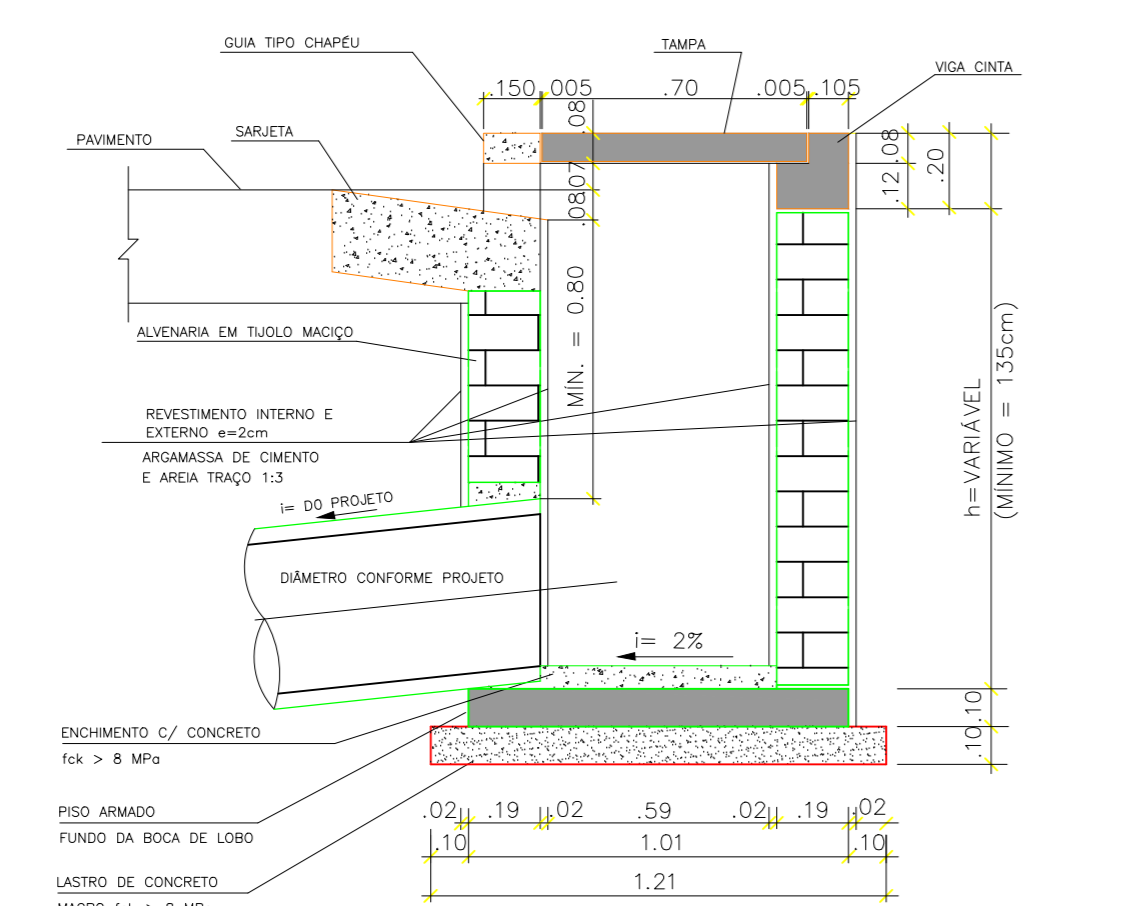 GUIA TIPO CHAPÉU
TAMPA
VIGA CINTA
.150
.005
.70
.005
.105
SARJETA
PAVIMENTO
.08
.07
.08
.08
.12
.20
ALVENARIA EM TIJOLO MACIÇO
MÍN. = 0.80
REVESTIMENTO INTERNO E
EXTERNO e=2cm
ARGAMASSA DE CIMENTO
E AREIA TRAÇO 1:3
h=VARIÁVEL
(MÍNIMO = 135cm)
i= DO PROJETO
DIÂMETRO CONFORME PROJETO
i= 2%
ENCHIMENTO C/ CONCRETO
fck > 8 MPa
.10
.10
PISO ARMADO
FUNDO DA BOCA DE LOBO
.02
.19
.02
.59
.02
.19
.02
.10
1.01
.10
LASTRO DE CONCRETO
1.21